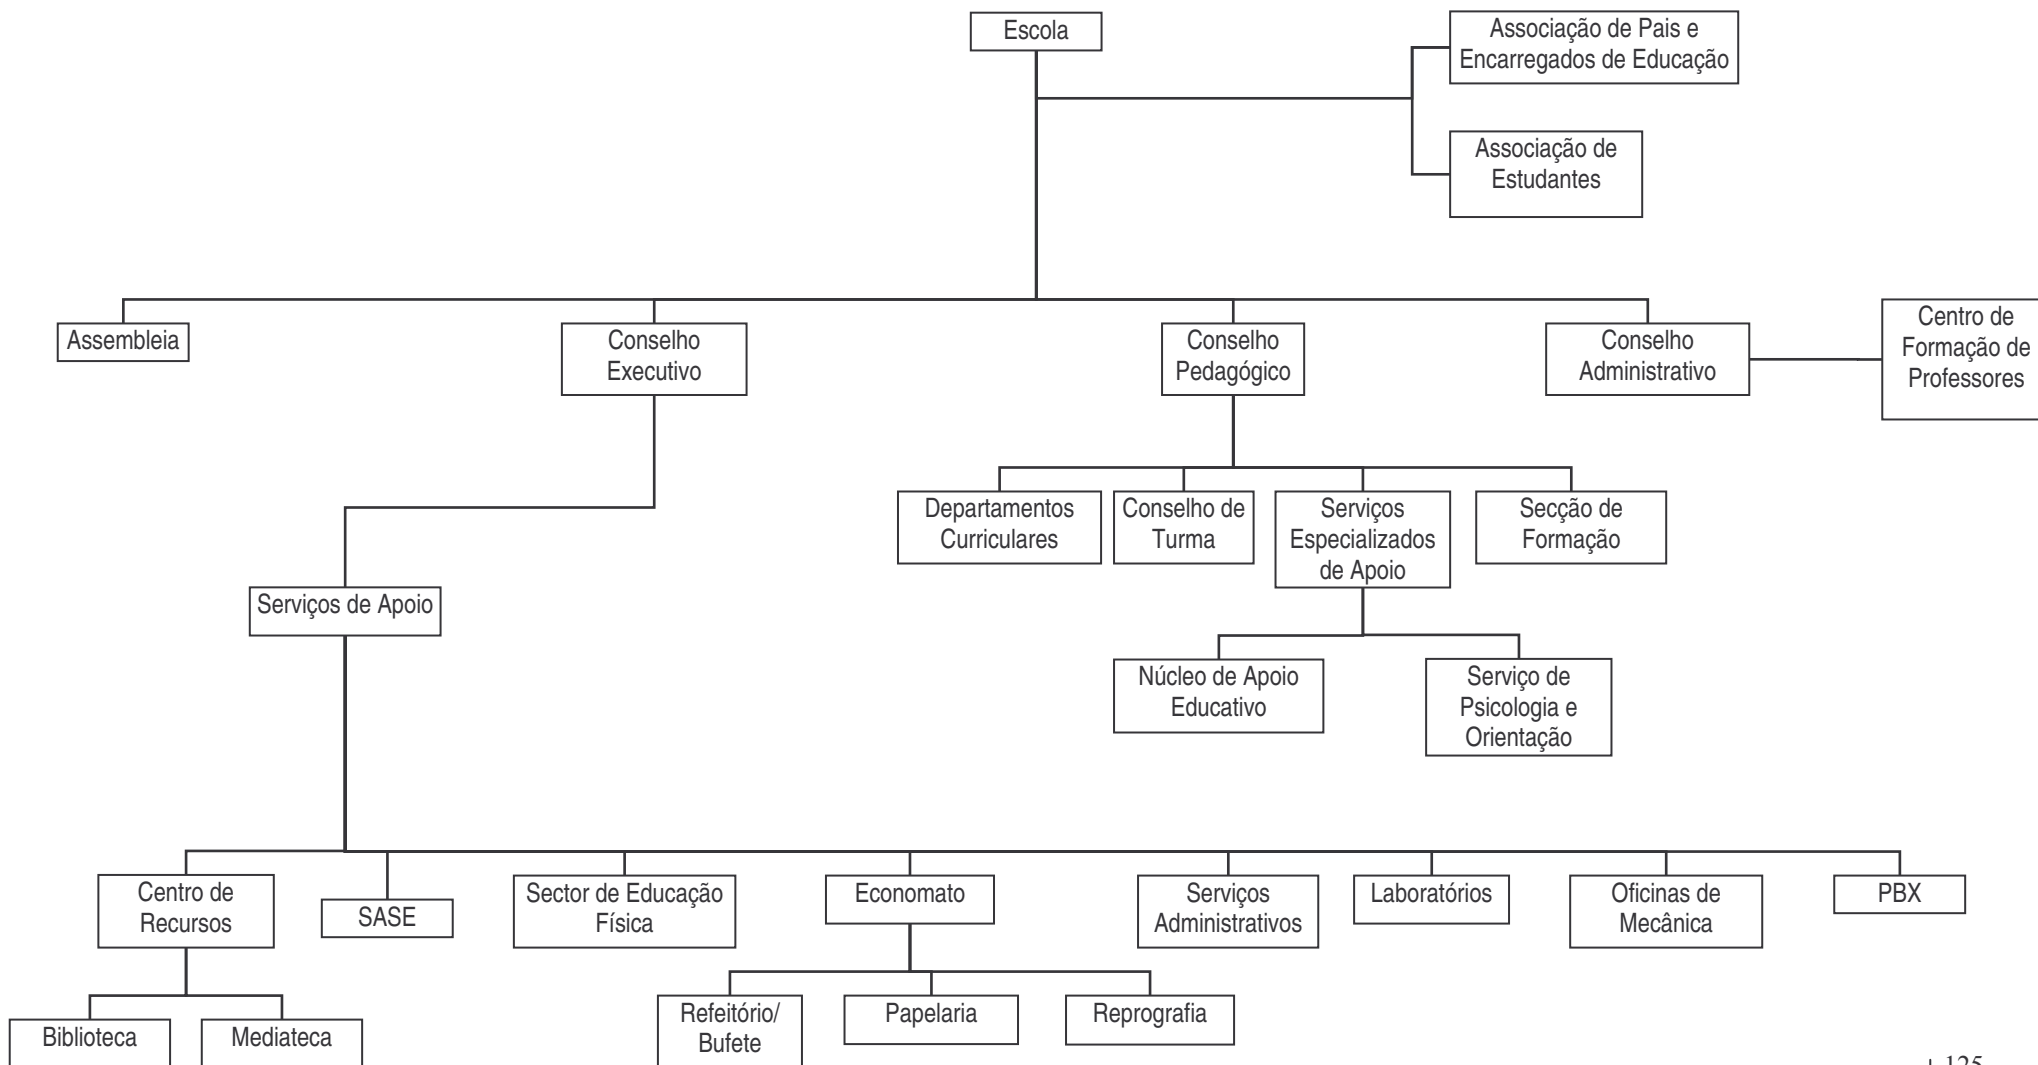 Escola
Associação de Pais e
Encarregados de Educação
Associação de
Estudantes
Assembleia
Conselho
Executivo
Conselho
Pedagógico
Conselho
Administrativo
Centro de
Formação de
Professores
Departamentos
Curriculares
Conselho de
Turma
Serviços
Especializados
de Apoio
Secção de
Formação
Serviços de Apoio
Núcleo de Apoio
Educativo
Serviço de
Psicologia e
Orientação
Centro de
Recursos
SASE
Sector de Educação
Física
Economato
Serviços
Administrativos
Laboratórios
Oficinas de
Mecânica
PBX
Biblioteca
Mediateca
Refeitório/
Bufete
Papelaria
Reprografia
125